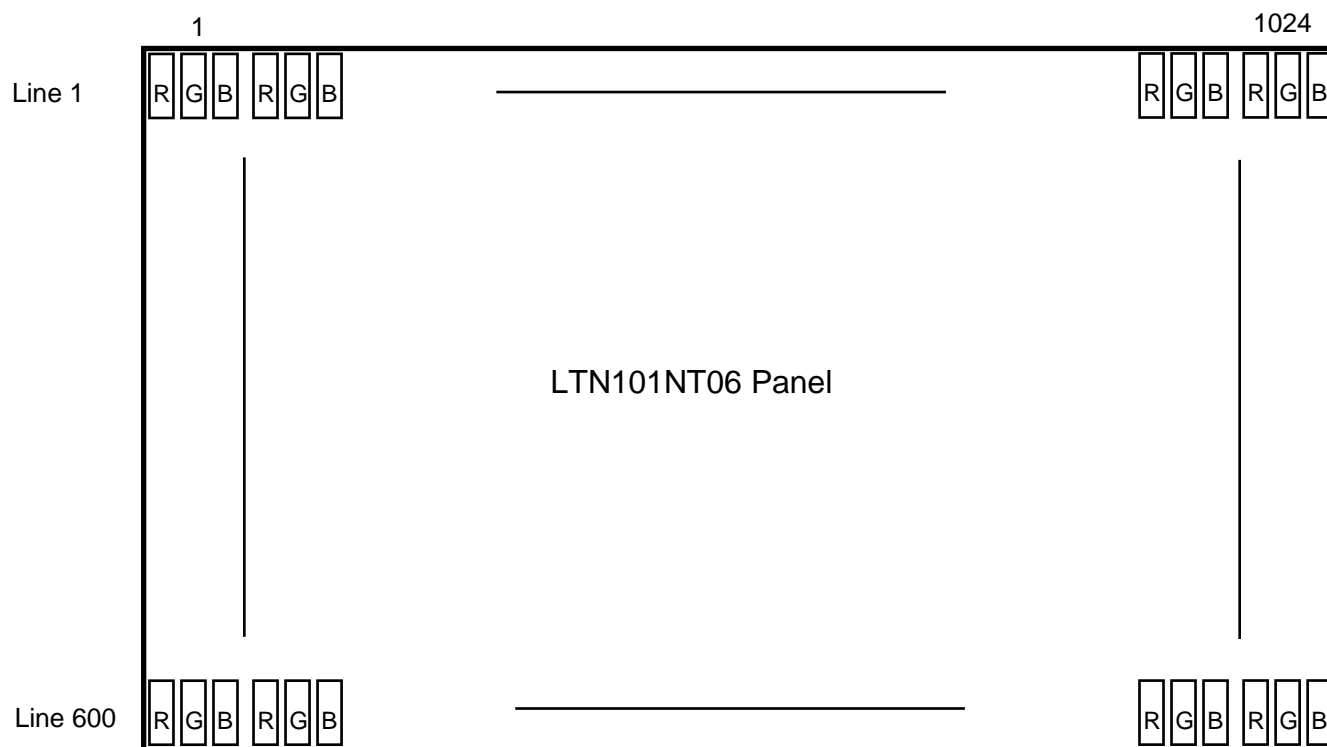 1 1024
Line 1 R G B R G B R G B R G B
LTN101NT06 Panel
Line 600 R G B R G B R G B R G B